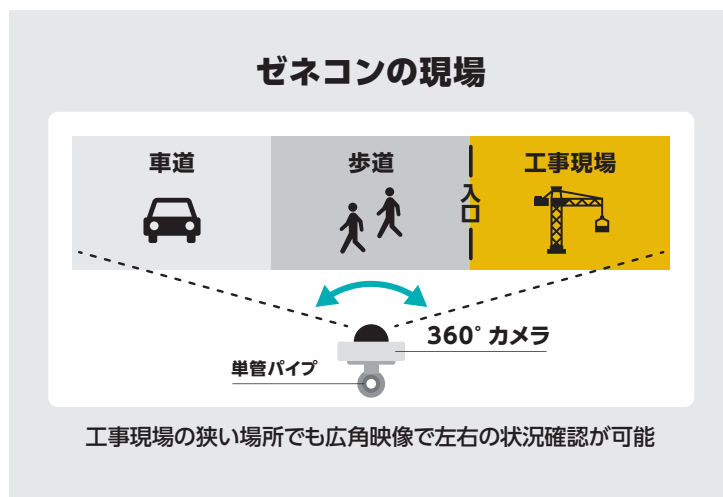 ゼネコンの現場
車道
歩道
入口
工事現場
360° カメラ
単管パイプ
工事現場の狭い場所でも広角映像で左右の状況確認が可能